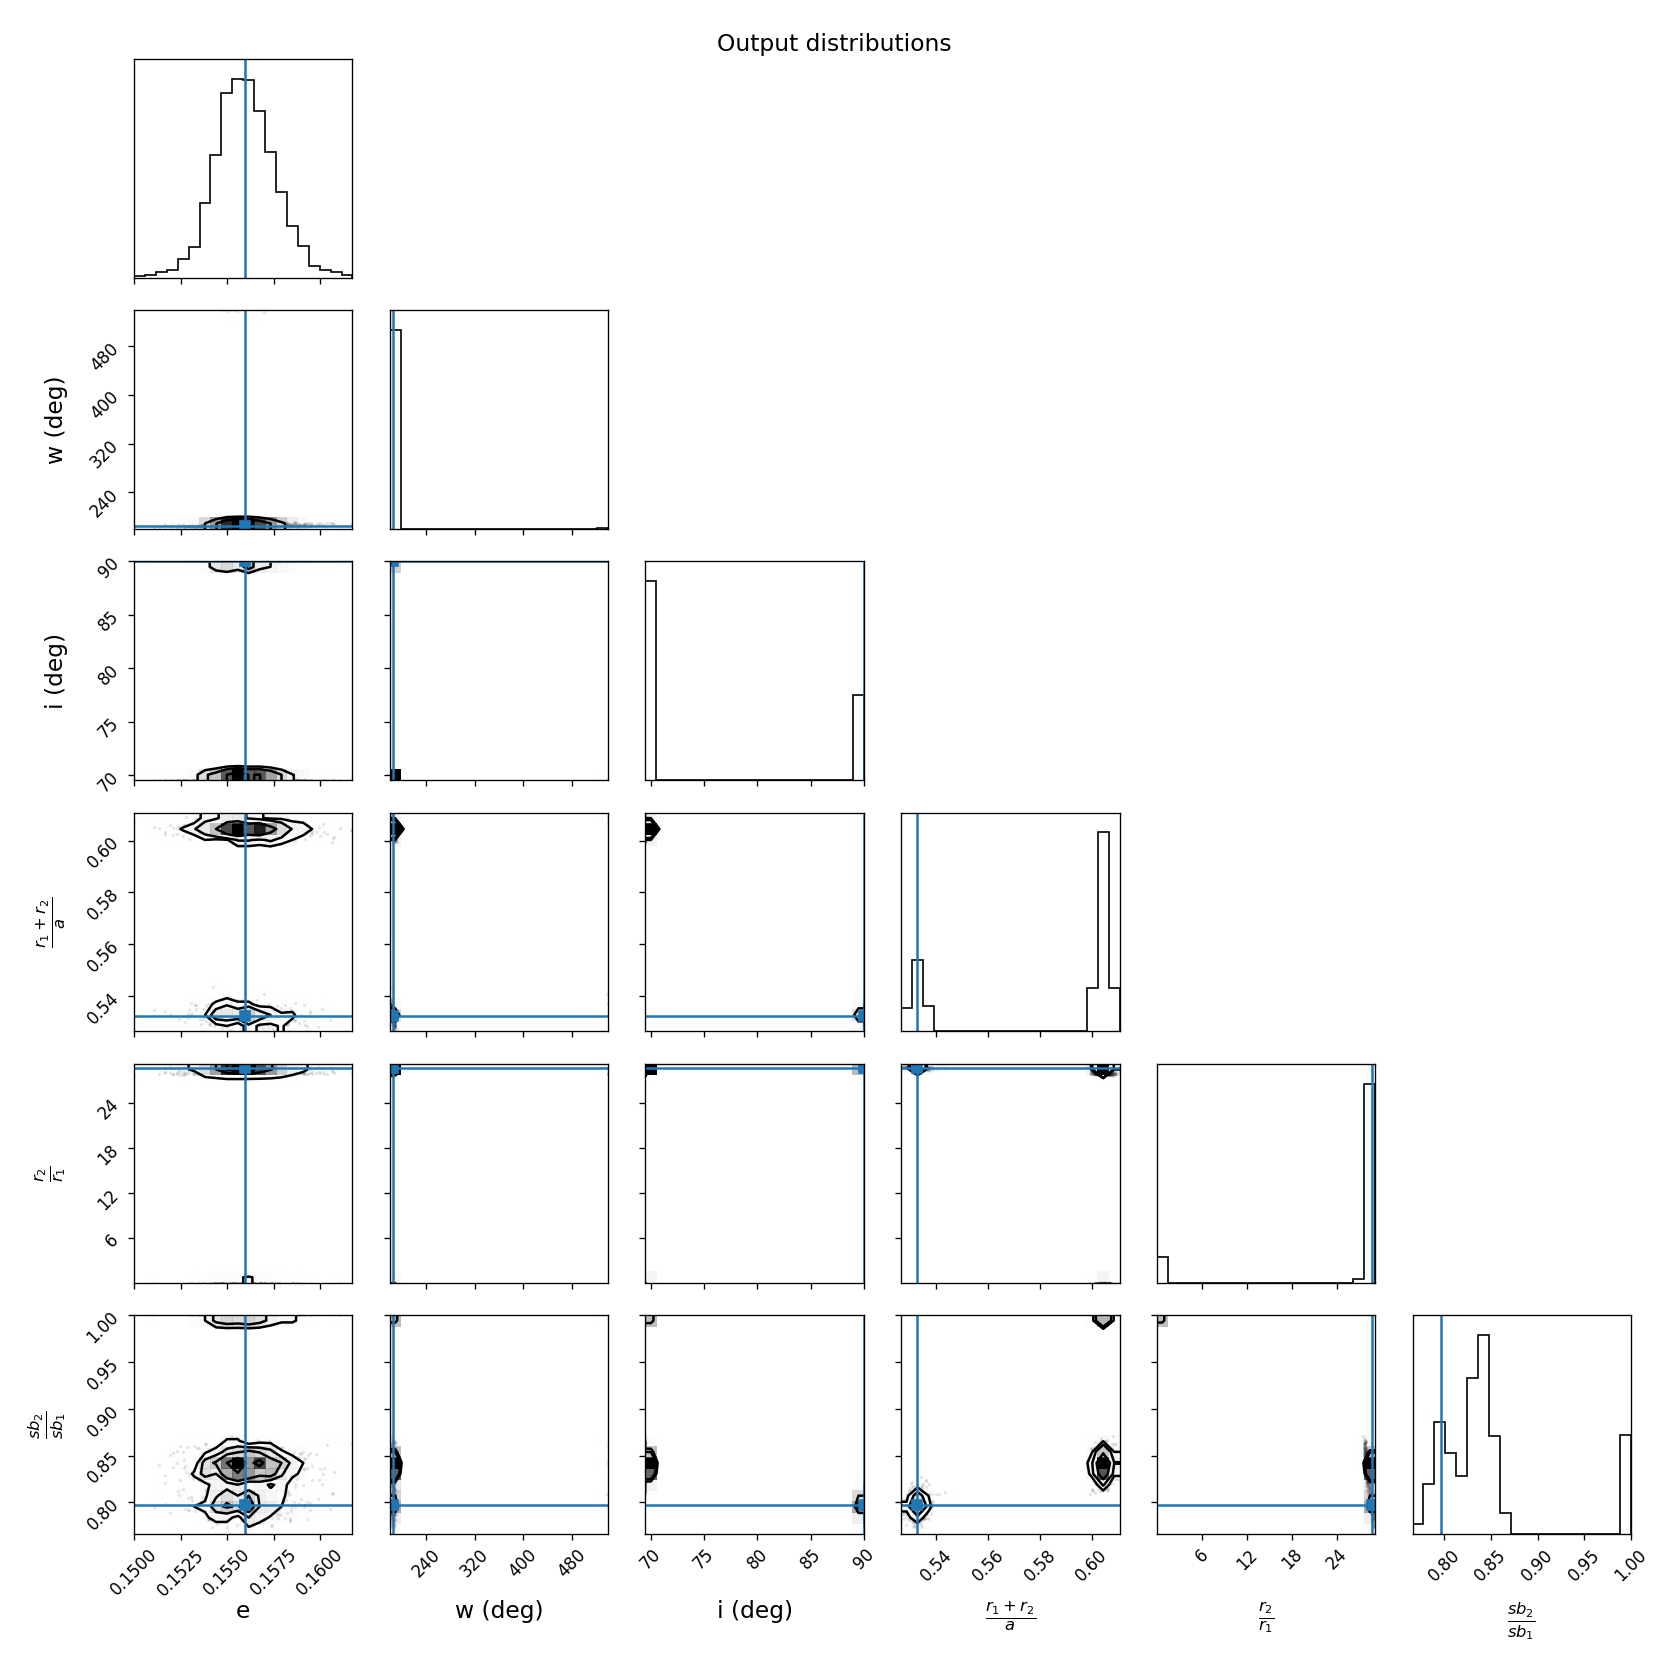 Output distributions
w (deg)
480
400
320
240
i (deg)
90
85
80
75
70
r₁ + r₂
a
0.60
0.58
0.56
0.54
r₂
r₁
24
18
12
6
sb₂
sb₁
1.00
0.95
0.90
0.85
0.80
0.1500 0.1525 0.1550 0.1575 0.1600 240 320 400 480 70 75 80 85 90 0.54 0.56 0.58 0.60 6 12 18 24 0.80 0.85 0.90 0.95 1.00
e w (deg) i (deg)
r₁ + r₂ r₂ sb₂
a r₁ sb₁